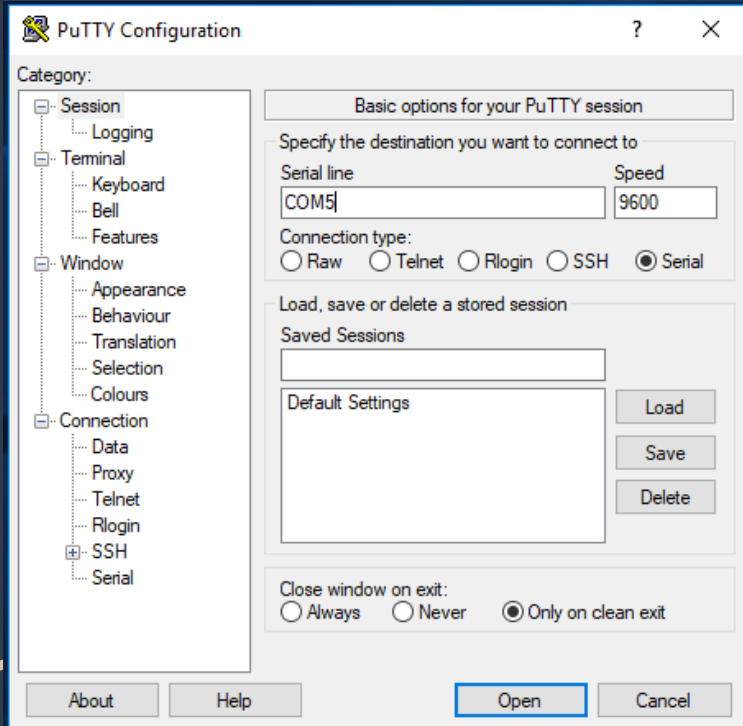 PuTTY Configuration ? ×
Category:
Session
Logging
Terminal
Keyboard
Bell
Features
Window
Appearance
Behaviour
Translation
Selection
Colours
Connection
Data
Proxy
Telnet
Rlogin
SSH
Serial
Basic options for your PuTTY session
Specify the destination you want to connect to
Serial line Speed
COM5 9600
Connection type:
Raw Telnet Rlogin SSH Serial
Load, save or delete a stored session
Saved Sessions
Default Settings
Load
Save
Delete
Close window on exit:
Always Never Only on clean exit
About Help Open Cancel